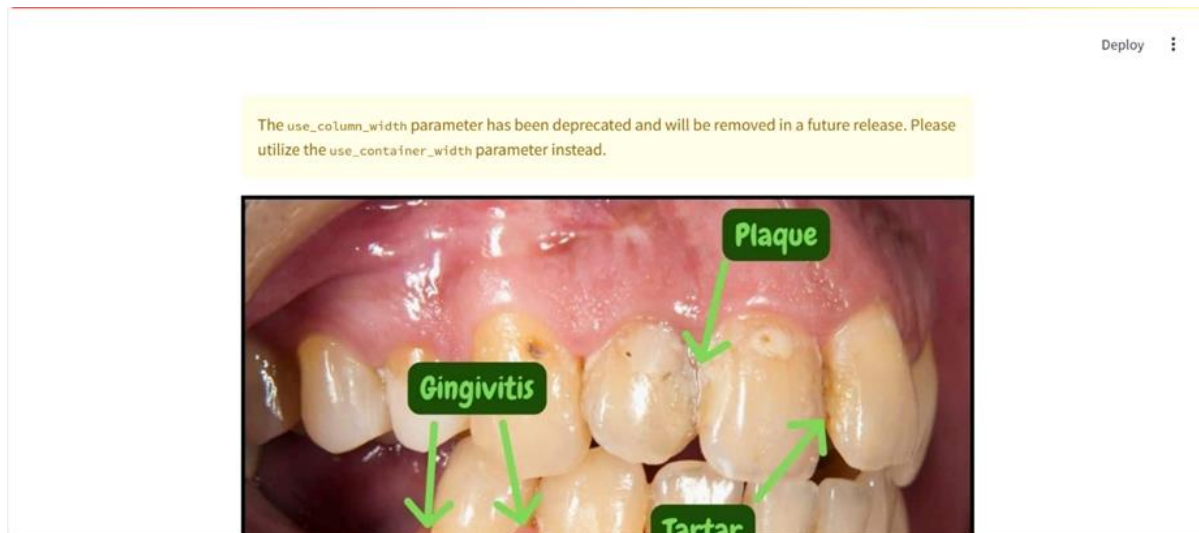 Deploy
The use_column_width parameter has been deprecated and will be removed in a future release. Please
utilize the use_container_width parameter instead.
Plaque
Gingivitis
Tartar